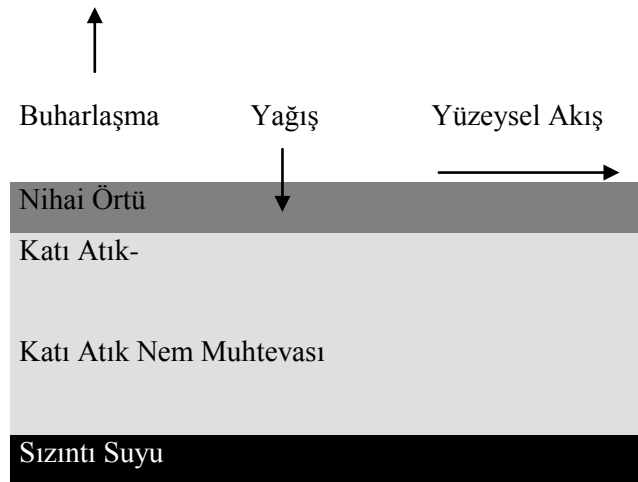 Buharlaşma Yağış Yüzeysel Akış
Nihai Örtü
Katı Atık-
Katı Atık Nem Muhtevası
Sızıntı Suyu